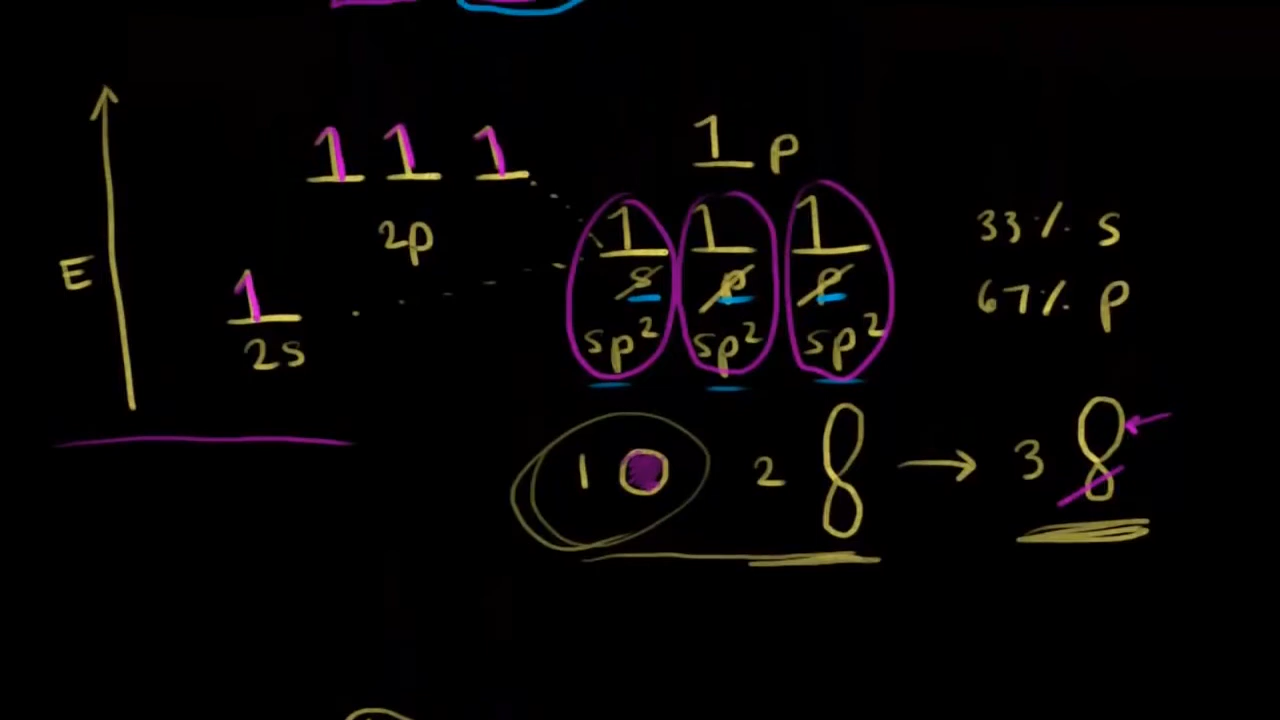 1 1 1
2p
E
1
2s
1 p
1 1 1
s p p
sp² sp² sp²
33% s
67% p
1 2 → 3